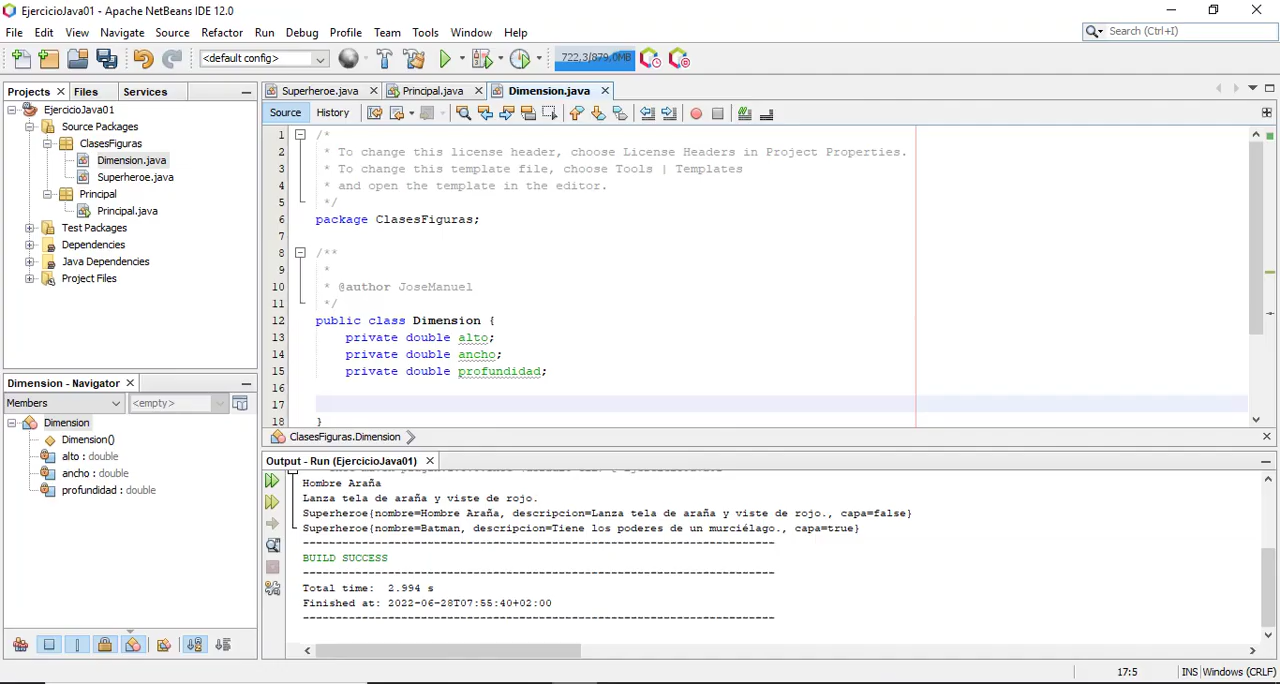 EjercicioJava01 - Apache NetBeans IDE 12.0
File Edit View Navigate Source Refactor Run Debug Profile Team Tools Window Help
Search (Ctrl+I)
<default config>
722,3/879,0MB
Projects Files Services
EjercicioJava01
Source Packages
ClasesFiguras
Dimension.java
Superheroe.java
Principal
Principal.java
Test Packages
Dependencies
Java Dependencies
Project Files
Dimension - Navigator
Members <empty>
Dimension
Dimension()
alto : double
ancho : double
profundidad : double
Superheroe.java Principal.java Dimension.java
Source History
1 /*
2 * To change this license header, choose License Headers in Project Properties.
3 * To change this template file, choose Tools | Templates
4 * and open the template in the editor.
5 */
6 package ClasesFiguras;
7
8 /**
9 *
10 * @author JoseManuel
11 */
12 public class Dimension {
13 private double alto;
14 private double ancho;
15 private double profundidad;
16
17
18 }
ClasesFiguras.Dimension
Output - Run (EjercicioJava01)
Hombre Araña
Lanza tela de araña y viste de rojo.
Superheroe{nombre=Hombre Araña, descripcion=Lanza tela de araña y viste de rojo., capa=false}
Superheroe{nombre=Batman, descripcion=Tiene los poderes de un murciélago., capa=true}
------------------------------------------------------------------------
BUILD SUCCESS
------------------------------------------------------------------------
Total time: 2.994 s
Finished at: 2022-06-28T07:55:40+02:00
------------------------------------------------------------------------
17:5 INS Windows (CRLF)